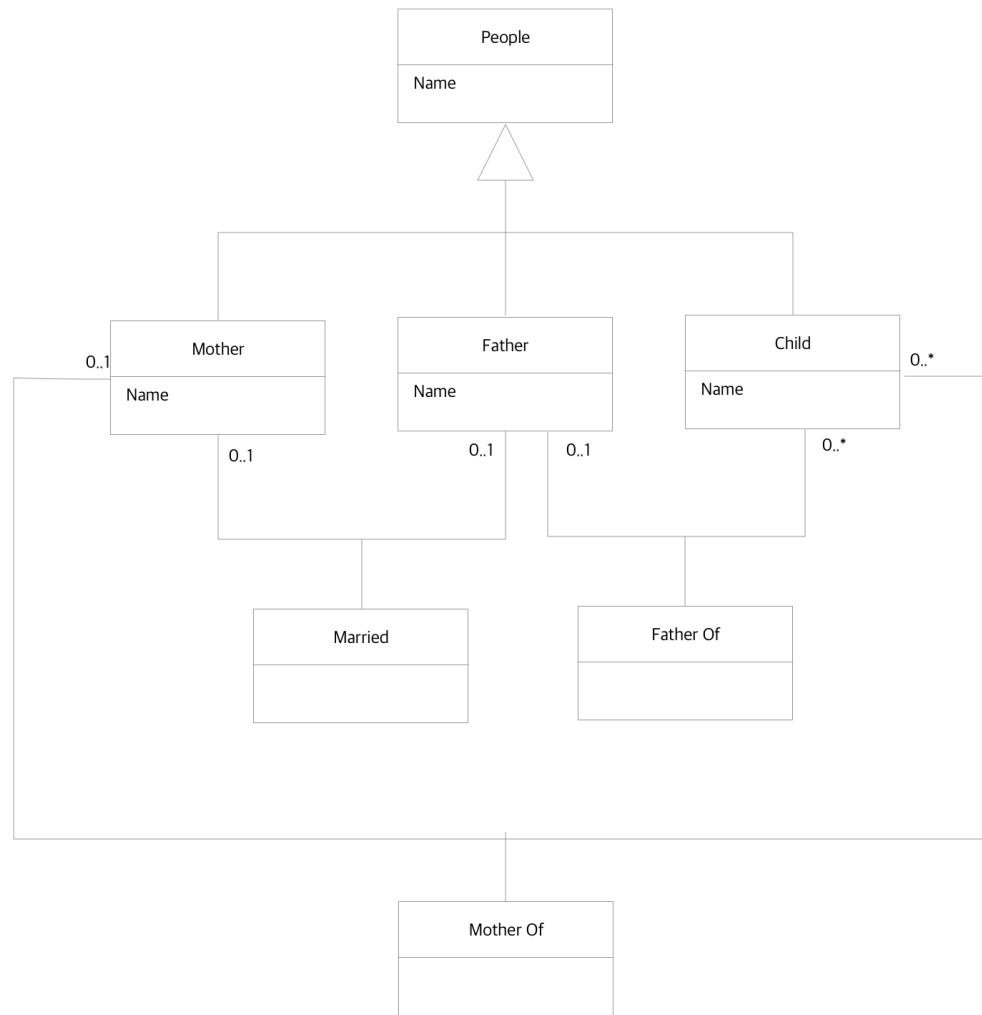 People
Name
Mother
Father
Child
0..1
0..*
Name
Name
Name
0..1
0..1
0..1
0..*
Married
Father Of
Mother Of